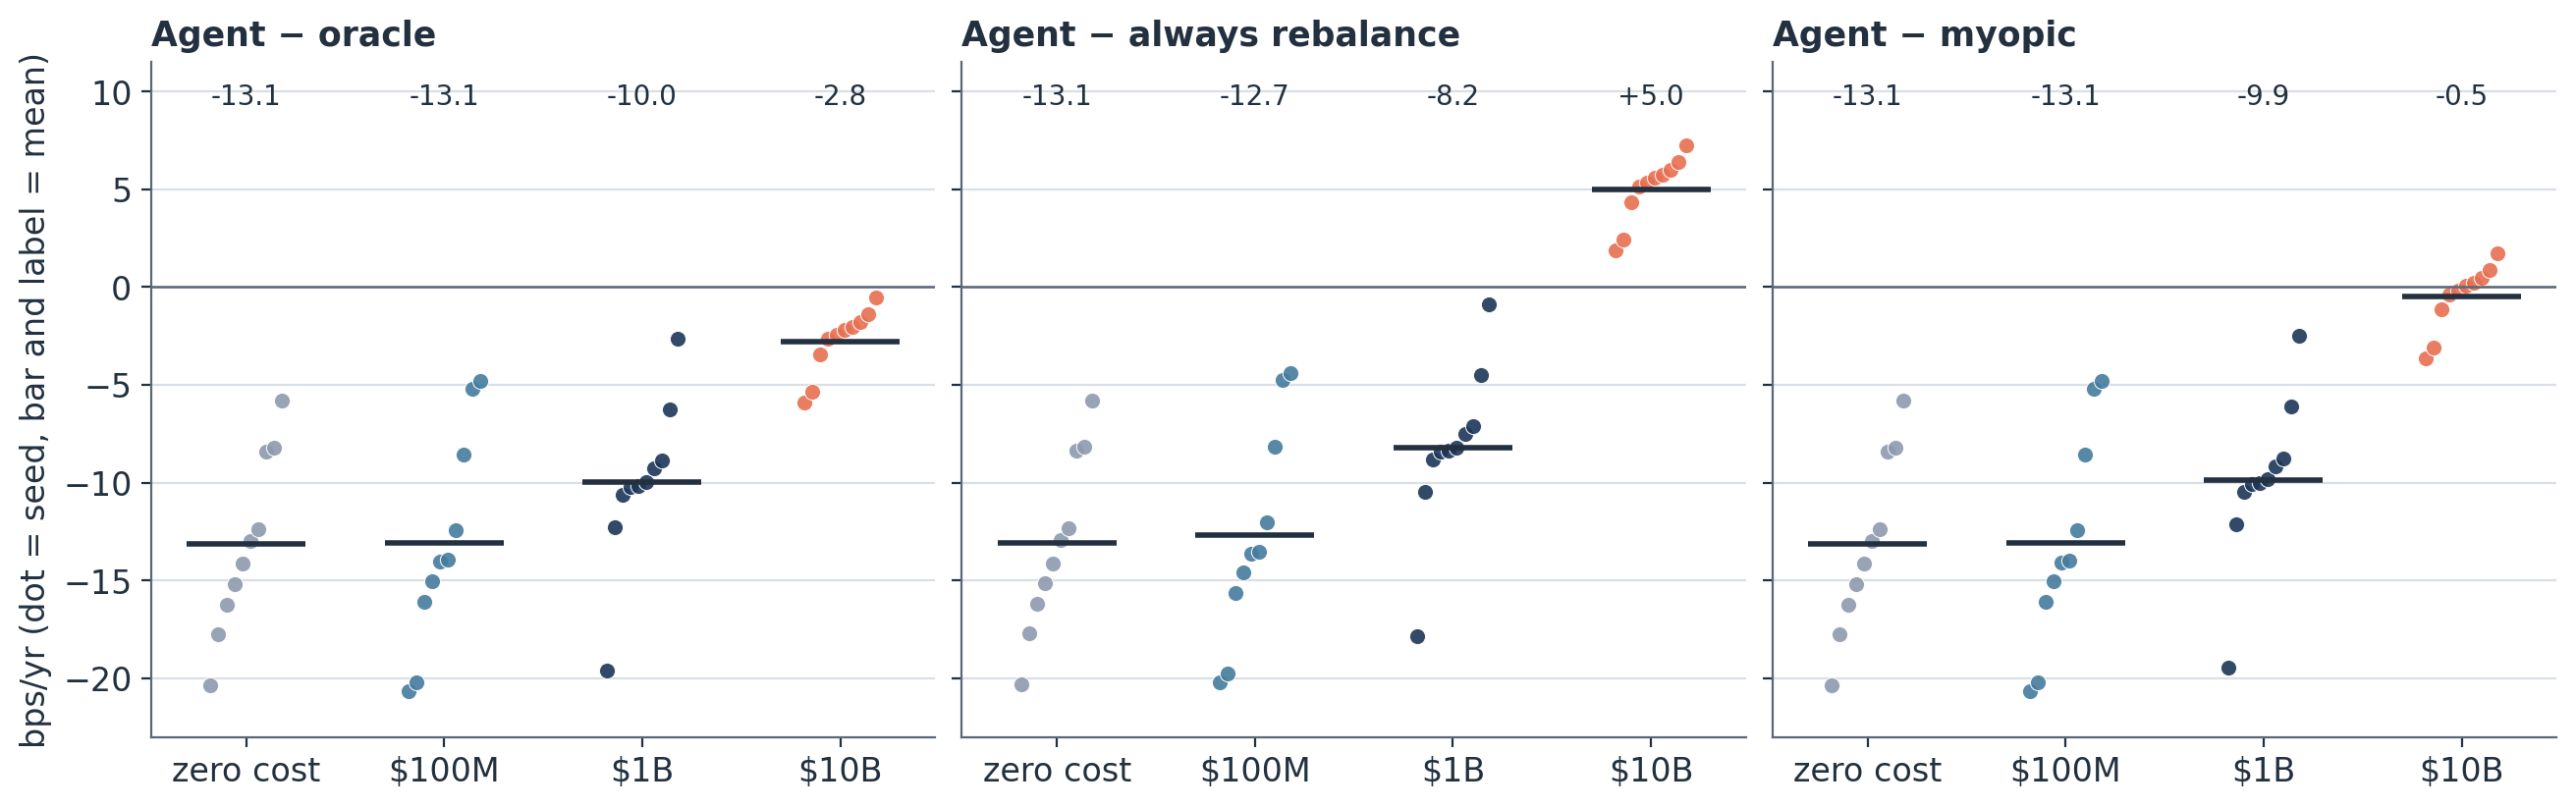 Agent − oracle
Agent − always rebalance
Agent − myopic
bps/yr (dot = seed, bar and label = mean)
10
5
0
−5
−10
−15
−20
-13.1
-13.1
-10.0
-2.8
-13.1
-12.7
-8.2
+5.0
-13.1
-13.1
-9.9
-0.5
zero cost
$100M
$1B
$10B
zero cost
$100M
$1B
$10B
zero cost
$100M
$1B
$10B